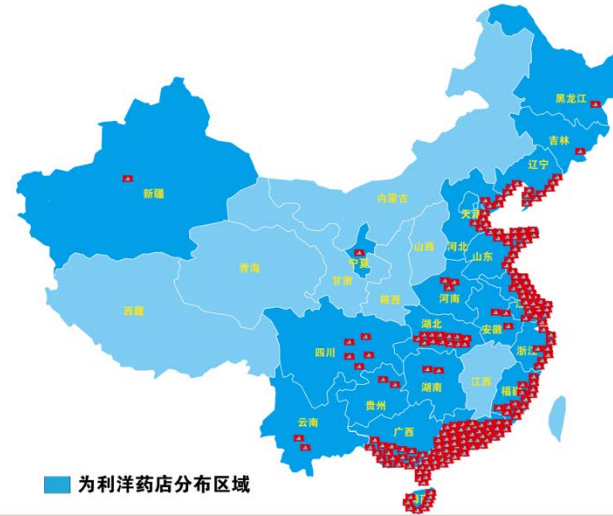 黑龙江
吉林
辽宁
新疆
内蒙古
天津
宁夏
山西
河北
山东
青海
甘肃
陕西
河南
西藏
安徽
湖北
四川
浙江
江西
湖南
福建
贵州
云南
广西
为利洋药店分布区域